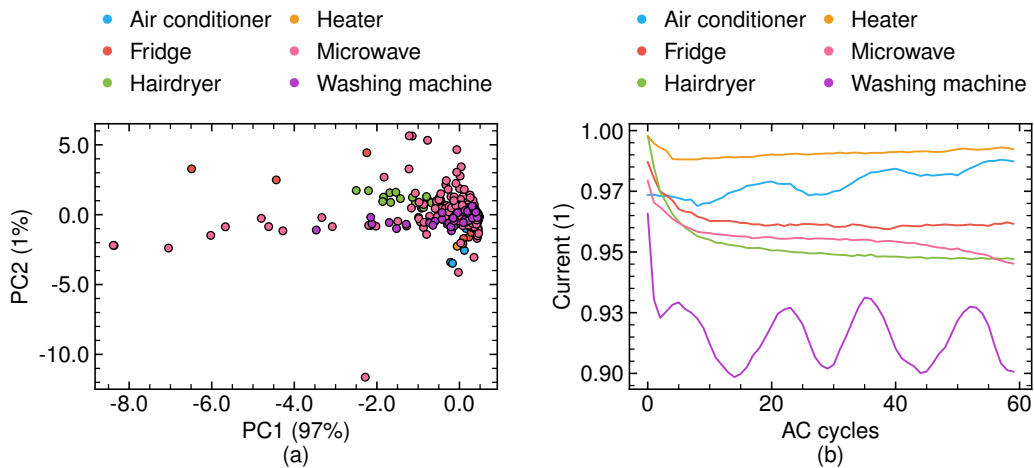 Air conditioner
Heater
Fridge
Microwave
Hairdryer
Washing machine
5.0
0.0
-5.0
-10.0
PC2 (1%)
-8.0 -6.0 -4.0 -2.0 0.0
PC1 (97%)
(a)
Air conditioner
Heater
Fridge
Microwave
Hairdryer
Washing machine
1.00
0.97
0.95
0.93
0.90
Current (1)
0 20 40 60
AC cycles
(b)